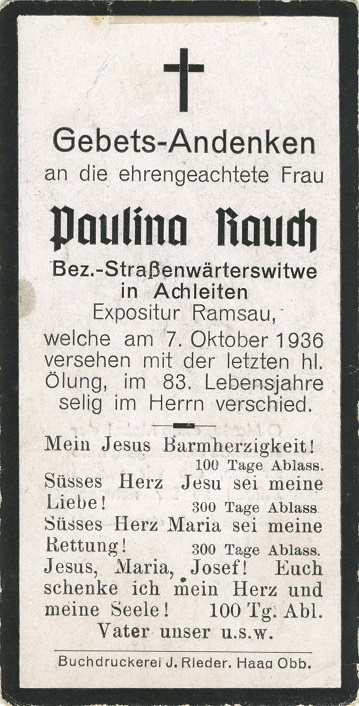 Gebets-Andenken
an die ehrengeachtete Frau
Paulina Rauch
Bez.-Straßenwärterswitwe
in Achleiten
Expositur Ramsau,
welche am 7. Oktober 1936
versehen mit der letzten hl.
Ölung, im 83. Lebensjahre
selig im Herrn verschied.
Mein Jesus Barmherzigkeit!
100 Tage Ablass.
Süsses Herz Jesu sei meine
Liebe! 300 Tage Ablass
Süsses Herz Maria sei meine
Rettung! 300 Tage Ablass.
Jesus, Maria, Josef! Euch
schenke ich mein Herz und
meine Seele! 100 Tg. Abl.
Vater unser u.s.w.
Buchdruckerei J. Rieder. Haag Obb.